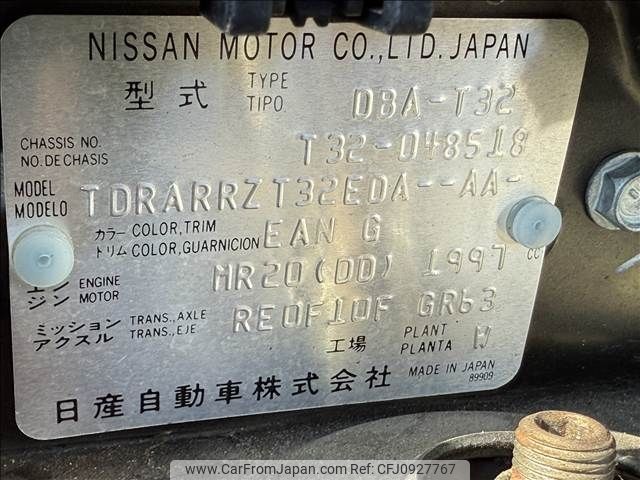 NISSAN MOTOR CO.,LTD. JAPAN
型式 TYPE TIPO DBA-T32
CHASSIS NO. NO. DE CHASIS T32-048518
MODEL MODELO TDRARRZT32EDA--AA-
カラー COLOR, TRIM トリム COLOR, GUARNICION EAN G
エンジン ENGINE MOTOR MR20(DD) 1997 CC
ミッション TRANS., AXLE アクスル TRANS., EJE RE0F10F GR63
工場 PLANT PLANTA W
日産自動車株式会社 MADE IN JAPAN 89909
www.CarFromJapan.com © CarFromJapan.com Ref:CFJ0927767